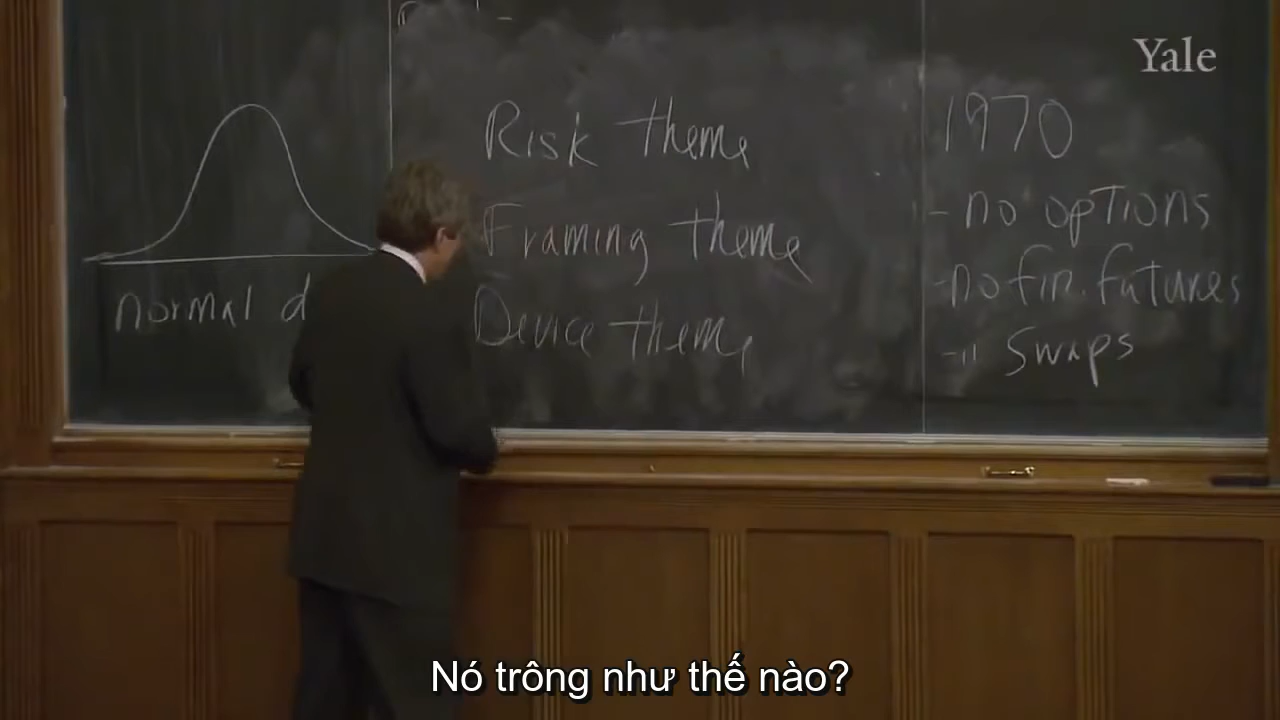 Yale
normal d
Risk theme
Framing theme
Device theme
1970
- no options
- no fin. futures
- " swaps
Nó trông như thế nào?